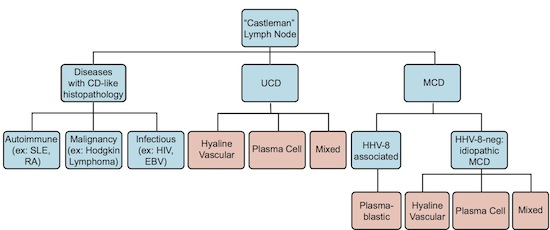 “Castleman”
Lymph Node
Diseases
with CD-like
histopathology
UCD
MCD
Autoimmune
(ex: SLE,
RA)
Malignancy
(ex: Hodgkin
Lymphoma)
Infectious
(ex: HIV,
EBV)
Hyaline
Vascular
Plasma Cell
Mixed
HHV-8
associated
HHV-8-neg:
idiopathic
MCD
Plasma-
blastic
Hyaline
Vascular
Plasma Cell
Mixed